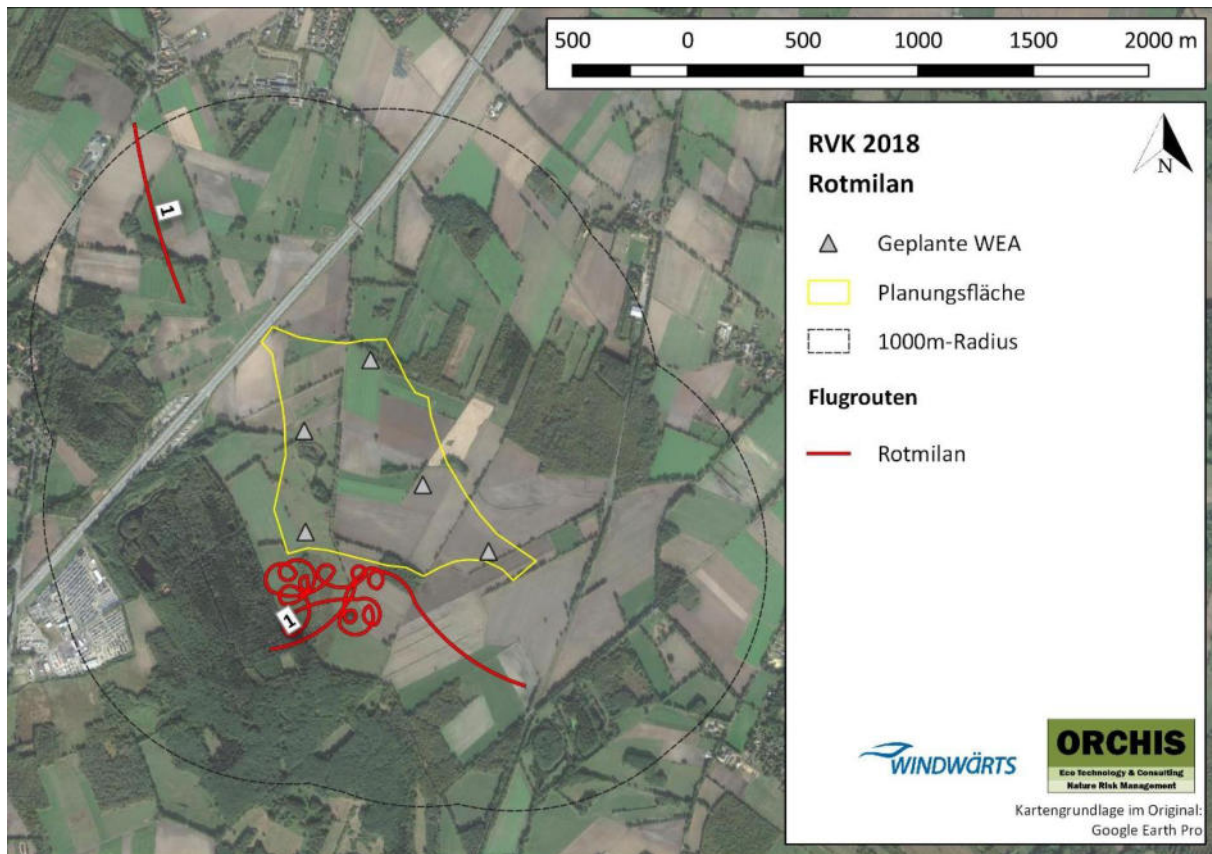 500 0 500 1000 1500 2000 m
RVK 2018
Rotmilan
N
Geplante WEA
Planungsfläche
1000m-Radius
Flugrouten
Rotmilan
1
1
WINDWÄRTS
ORCHIS
Eco Technology & Consulting
Nature Risk Management
Kartengrundlage im Original:
Google Earth Pro